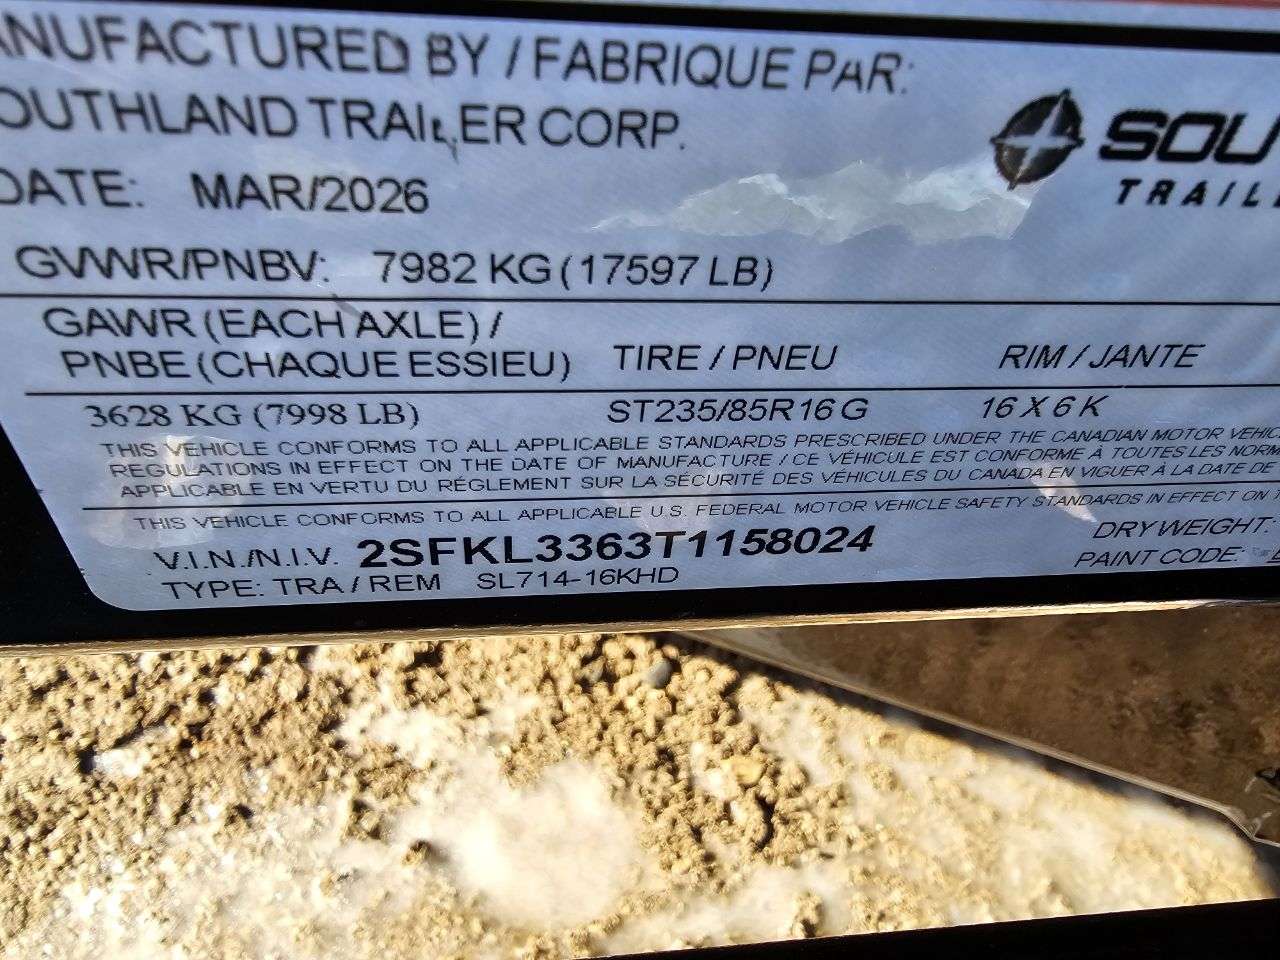 ANUFACTURED BY / FABRIQUE PAR:
OUTHLAND TRAILER CORP.
SOU
TRAIL
DATE: MAR/2026
GVWR/PNBV: 7982 KG (17597 LB)
GAWR (EACH AXLE) /
PNBE (CHAQUE ESSIEU) TIRE / PNEU RIM / JANTE
3628 KG (7998 LB) ST235/85R16 G 16 X 6 K
THIS VEHICLE CONFORMS TO ALL APPLICABLE STANDARDS PRESCRIBED UNDER THE CANADIAN MOTOR VEHIC
REGULATIONS IN EFFECT ON THE DATE OF MANUFACTURE / CE VÉHICULE EST CONFORME À TOUTES LES NORM
APPLICABLE EN VERTU DU RÉGLEMENT SUR LA SÉCURITÉ DES VÉHICULES DU CANADA EN VIGUER À LA DATE DE
THIS VEHICLE CONFORMS TO ALL APPLICABLE U.S. FEDERAL MOTOR VEHICLE SAFETY STANDARDS IN EFFECT ON
V.I.N./N.I.V. 2SFKL3363T1158024 DRY WEIGHT:
TYPE: TRA / REM SL714-16KHD PAINT CODE: